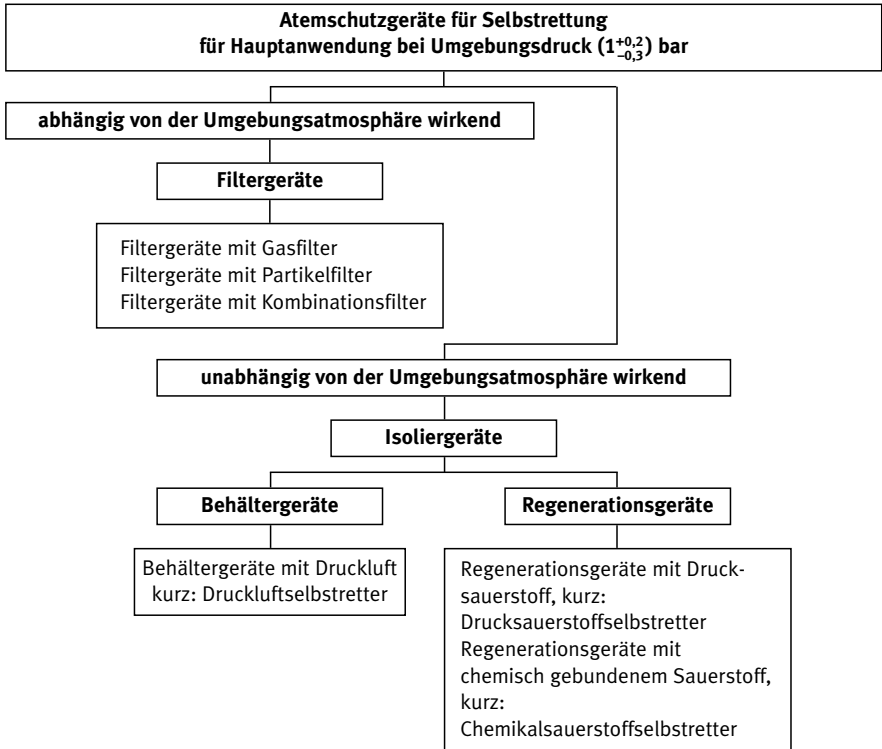 Atemschutzgeräte für Selbstrettung
für Hauptanwendung bei Umgebungsdruck (1 +0,2 −0,3) bar
abhängig von der Umgebungsatmosphäre wirkend
Filtergeräte
Filtergeräte mit Gasfilter
Filtergeräte mit Partikelfilter
Filtergeräte mit Kombinationsfilter
unabhängig von der Umgebungsatmosphäre wirkend
Isoliergeräte
Behältergeräte
Behältergeräte mit Druckluft
kurz: Druckluftselbstretter
Regenerationsgeräte
Regenerationsgeräte mit Druck-
sauerstoff, kurz:
Drucksauerstoffselbstretter
Regenerationsgeräte mit
chemisch gebundenem Sauerstoff,
kurz:
Chemikalsauerstoffselbstretter